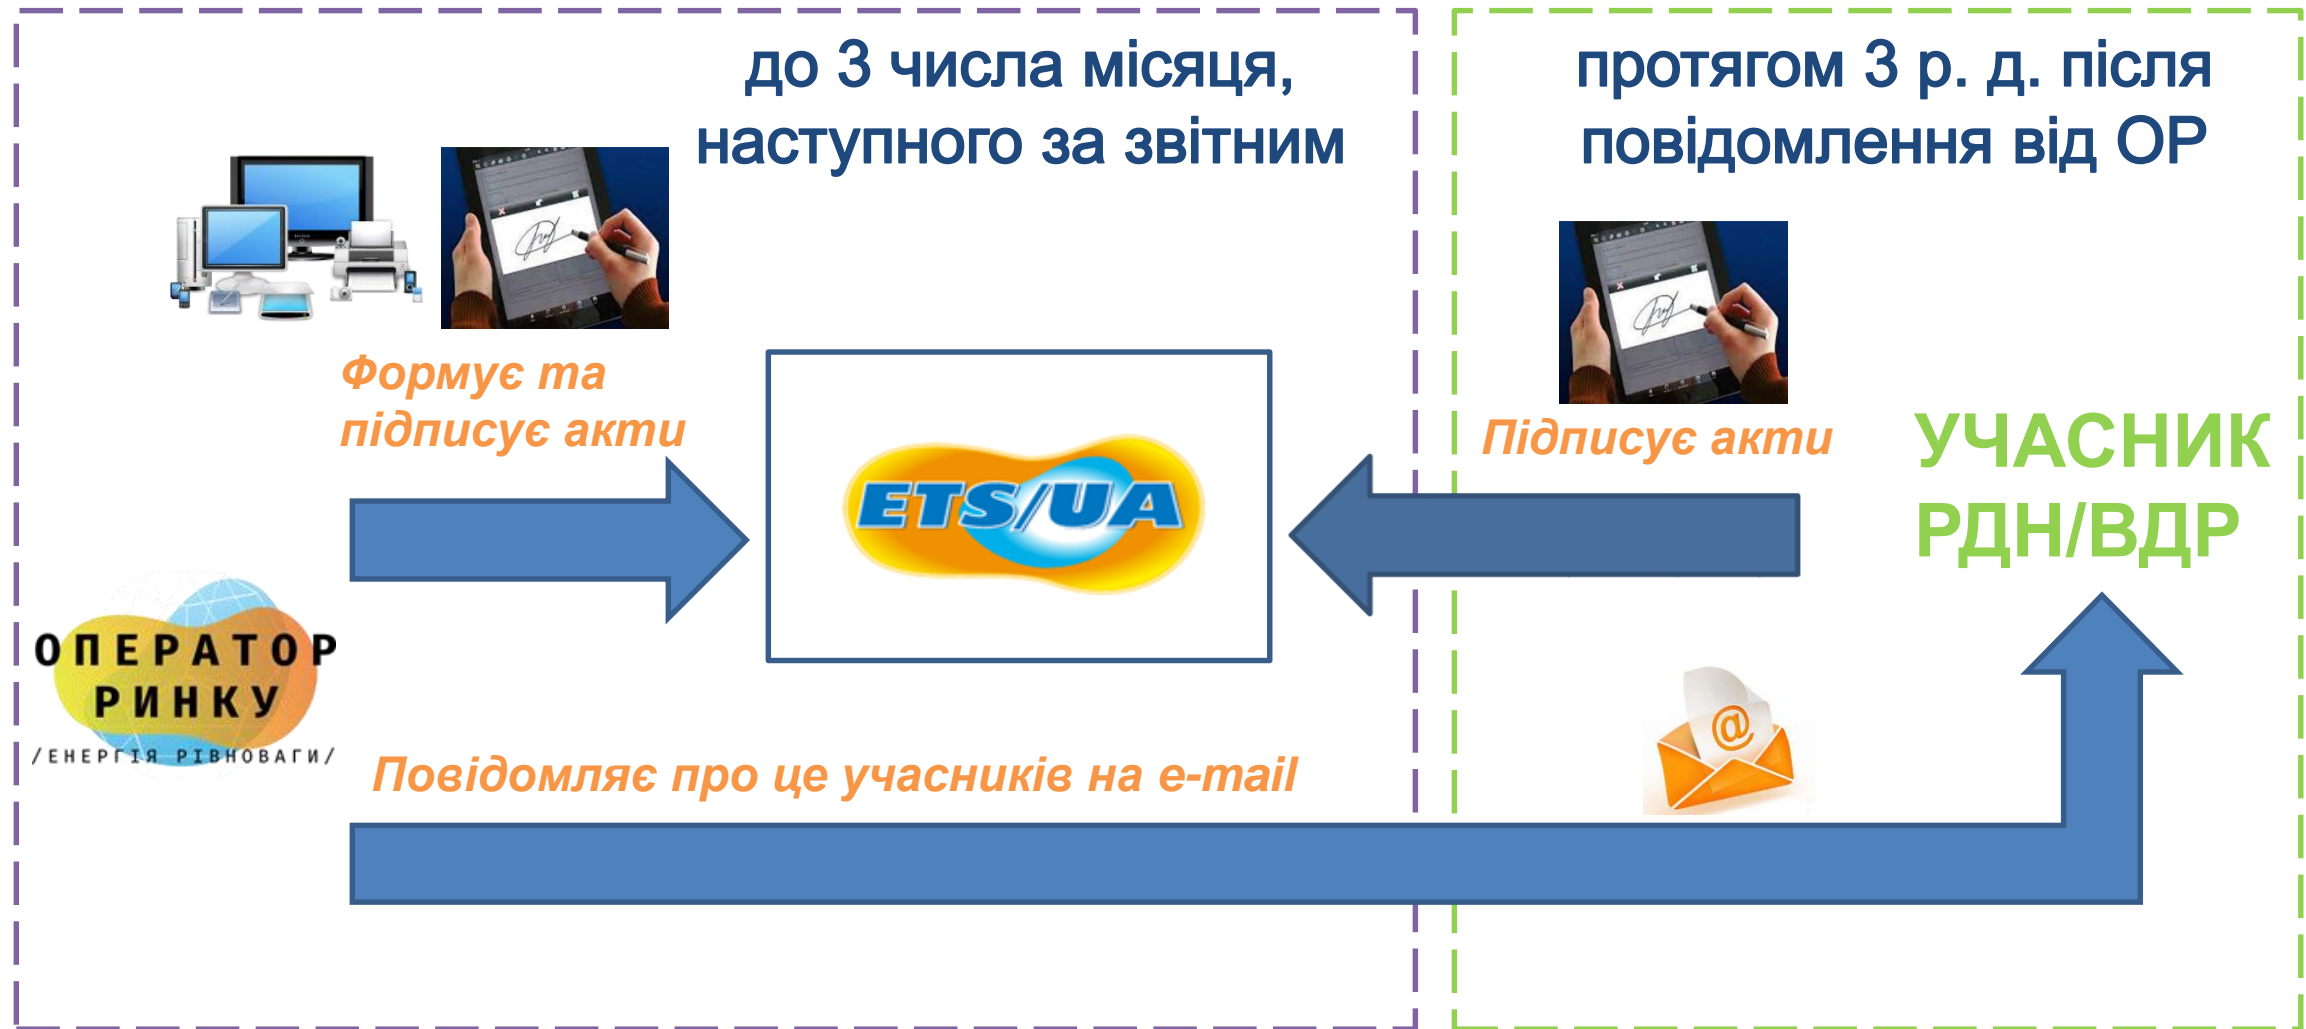 до 3 числа місяця,
наступного за звітним
протягом 3 р. д. після
повідомлення від ОР
Формує та
підписує акти
ETS/UA
Підписує акти
УЧАСНИК
РДН/ВДР
ОПЕРАТОР
РИНКУ
/ЕНЕРГІЯ РІВНОВАГИ/
Повідомляє про це учасників на e-mail
@